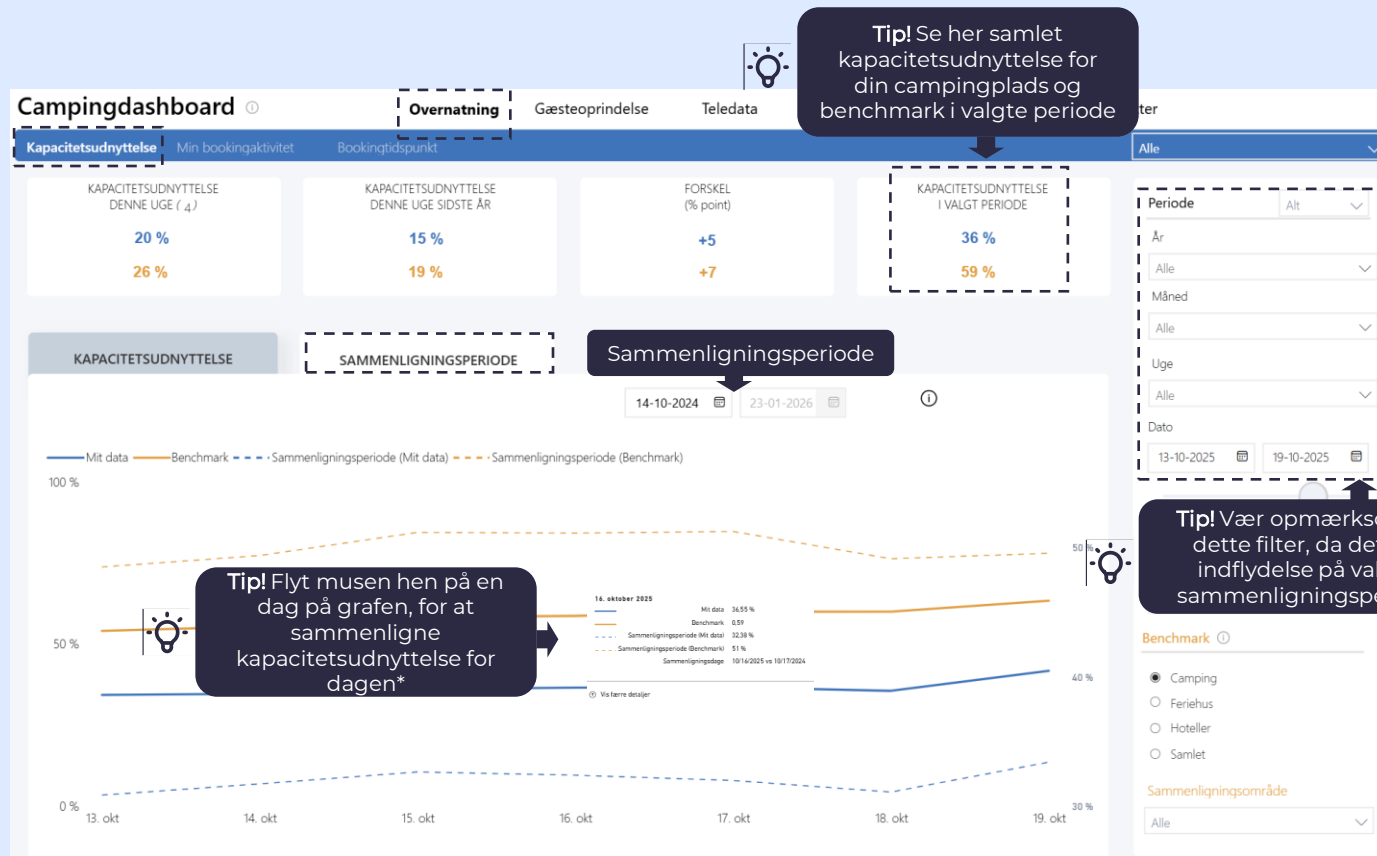 Tip! Se her samlet
kapacitetsudnyttelse for
din campingplads og
benchmark i valgte periode
Campingdashboard
Overnatning
Gæsteoprindelse
Teledata
ter
Kapacitetsudnyttelse
Min bookingaktivitet
Bookingtidspunkt
Alle
KAPACITETSUDNYTTELSE
DENNE UGE ( 4)
20 %
26 %
KAPACITETSUDNYTTELSE
DENNE UGE SIDSTE ÅR
15 %
19 %
FORSKEL
(% point)
+5
+7
KAPACITETSUDNYTTELSE
I VALGT PERIODE
36 %
59 %
Periode
Alt
År
Alle
Måned
Alle
Uge
Alle
Dato
13-10-2025
19-10-2025
KAPACITETSUDNYTTELSE
SAMMENLIGNINGSPERIODE
Sammenligningsperiode
14-10-2024
23-01-2026
Mit data
Benchmark
Sammenligningsperiode (Mit data)
Sammenligningsperiode (Benchmark)
100 %
50 %
0 %
50 %
40 %
30 %
Tip! Flyt musen hen på en
dag på grafen, for at
sammenligne
kapacitetsudnyttelse for
dagen*
16. oktober 2025
Mit data 36,55 %
Benchmark 0,59
Sammenligningsperiode (Mit data) 32,38 %
Sammenligningsperiode (Benchmark) 51 %
Sammenligningsdage 10/16/2025 vs 10/17/2024
Vis færre detaljer
13. okt
14. okt
15. okt
16. okt
17. okt
18. okt
19. okt
Tip! Vær opmærkso
dette filter, da de
indflydelse på val
sammenligningspe
Benchmark
Camping
Feriehus
Hoteller
Samlet
Sammenligningsområde
Alle